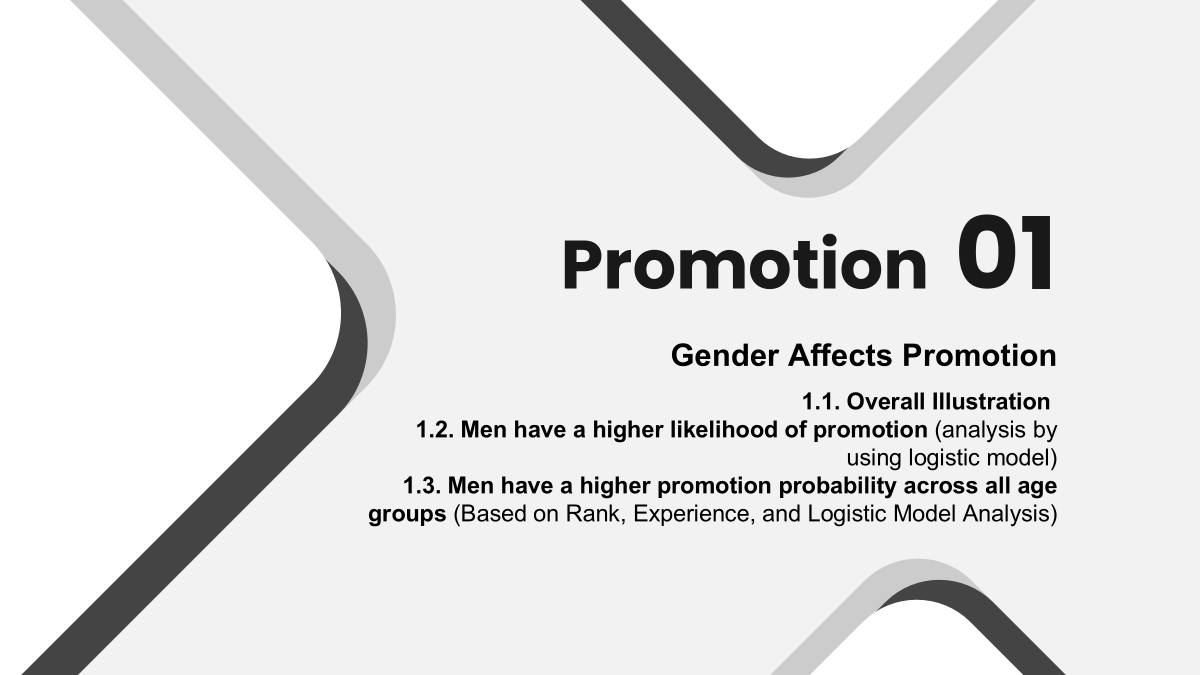 Promotion 01
Gender Affects Promotion
1.1. Overall Illustration
1.2. Men have a higher likelihood of promotion (analysis by
using logistic model)
1.3. Men have a higher promotion probability across all age
groups (Based on Rank, Experience, and Logistic Model Analysis)